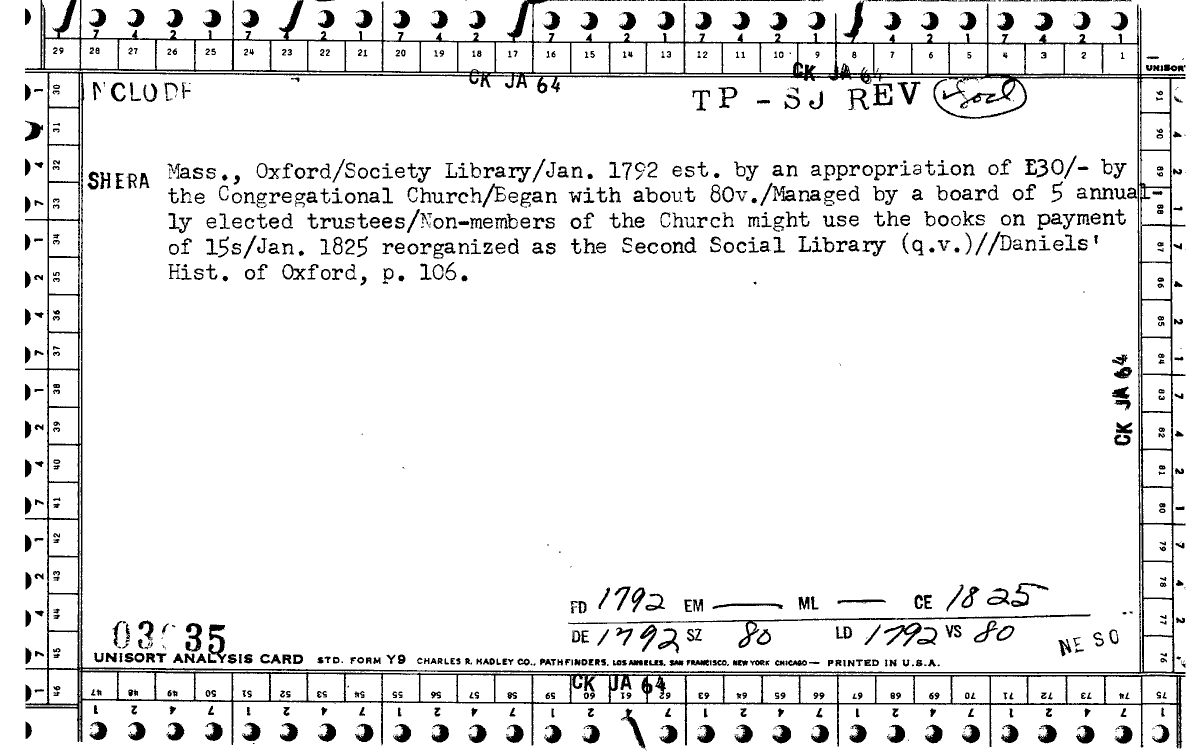 7 4 2 1 7 4 2 1 7 4 2 1 7 4 2 1 7 4 2 1 7 4 2 1 7 4 2 1
29 28 27 26 25 24 23 22 21 20 19 18 17 16 15 14 13 12 11 10 9 8 7 6 5 4 3 2 1
UNISORT
CK JA 64
CK JA 64
INCLUDE
TP - SJ REV
SHERA
Mass., Oxford/Society Library/Jan. 1792 est. by an appropriation of £30/- by
the Congregational Church/Began with about 80v./Managed by a board of 5 annual-
ly elected trustees/Non-members of the Church might use the books on payment
of 15s/Jan. 1825 reorganized as the Second Social Library (q.v.)//Daniels'
Hist. of Oxford, p. 106.
CK JA 64
FD 1792 EM — ML — CE 1825
DE 1792 SZ 80 LD 1792 VS 80
NE SO
35
UNISORT ANALYSIS CARD STD. FORM Y9 CHARLES R. HADLEY CO., PATHFINDERS, LOS ANGELES, SAN FRANCISCO, NEW YORK CHICAGO — PRINTED IN U.S.A.
CK JA 64
30 31 32 33 34 35 36 37 38 39 40 41 42 43 44 45 46
91 90 89 88 87 86 85 84 83 82 81 80 79 78 77 76
47 48 49 50 51 52 53 54 55 56 57 58 59 60 61 62 63 64 65 66 67 68 69 70 71 72 73 74 75
1 2 4 7 1 2 4 7 1 2 4 7 1 2 4 7 1 2 4 7 1 2 4 7 1 2 4 7 1